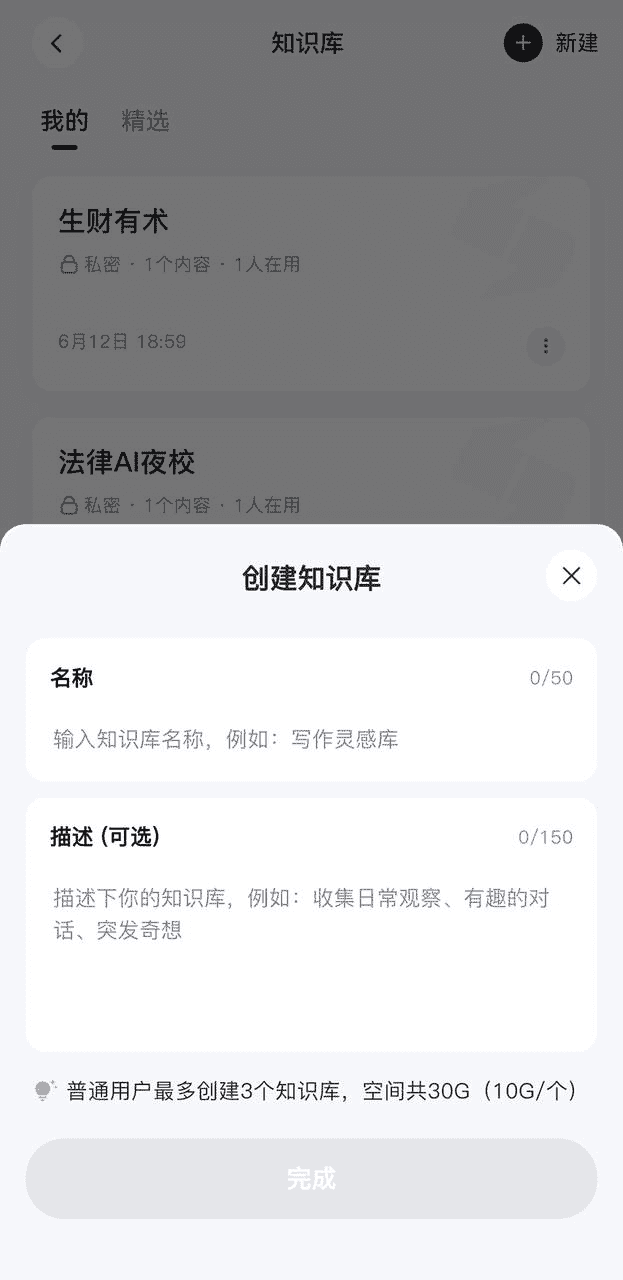 知识库
新建
我的
精选
生财有术
私密 · 1个内容 · 1人在用
6月12日 18:59
法律AI夜校
私密 · 1个内容 · 1人在用
创建知识库
名称
0/50
输入知识库名称，例如：写作灵感库
描述 (可选)
0/150
描述下你的知识库，例如：收集日常观察、有趣的对
话、突发奇想
普通用户最多创建3个知识库，空间共30G（10G/个）
完成